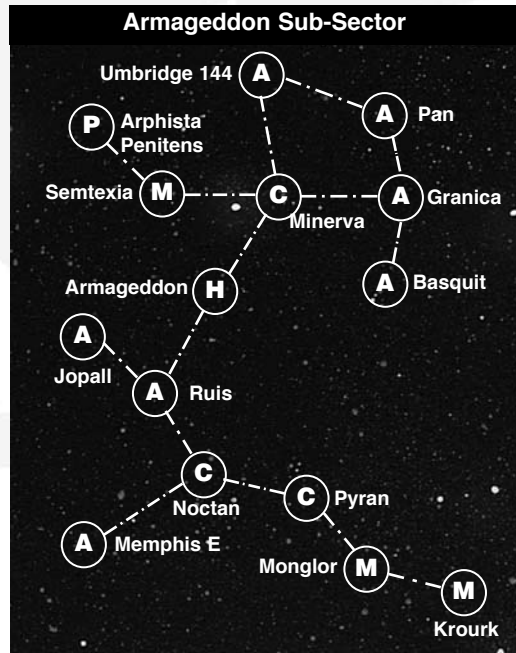 Armageddon Sub-Sector
Umbridge 144
A
A
Pan
P
Arphista
Penitens
Semtexia
M
C
Minerva
A
Granica
Armageddon
H
A
Basquit
A
Jopall
A
Ruis
C
Noctan
C
Pyran
A
Memphis E
Monglor
M
M
Krourk